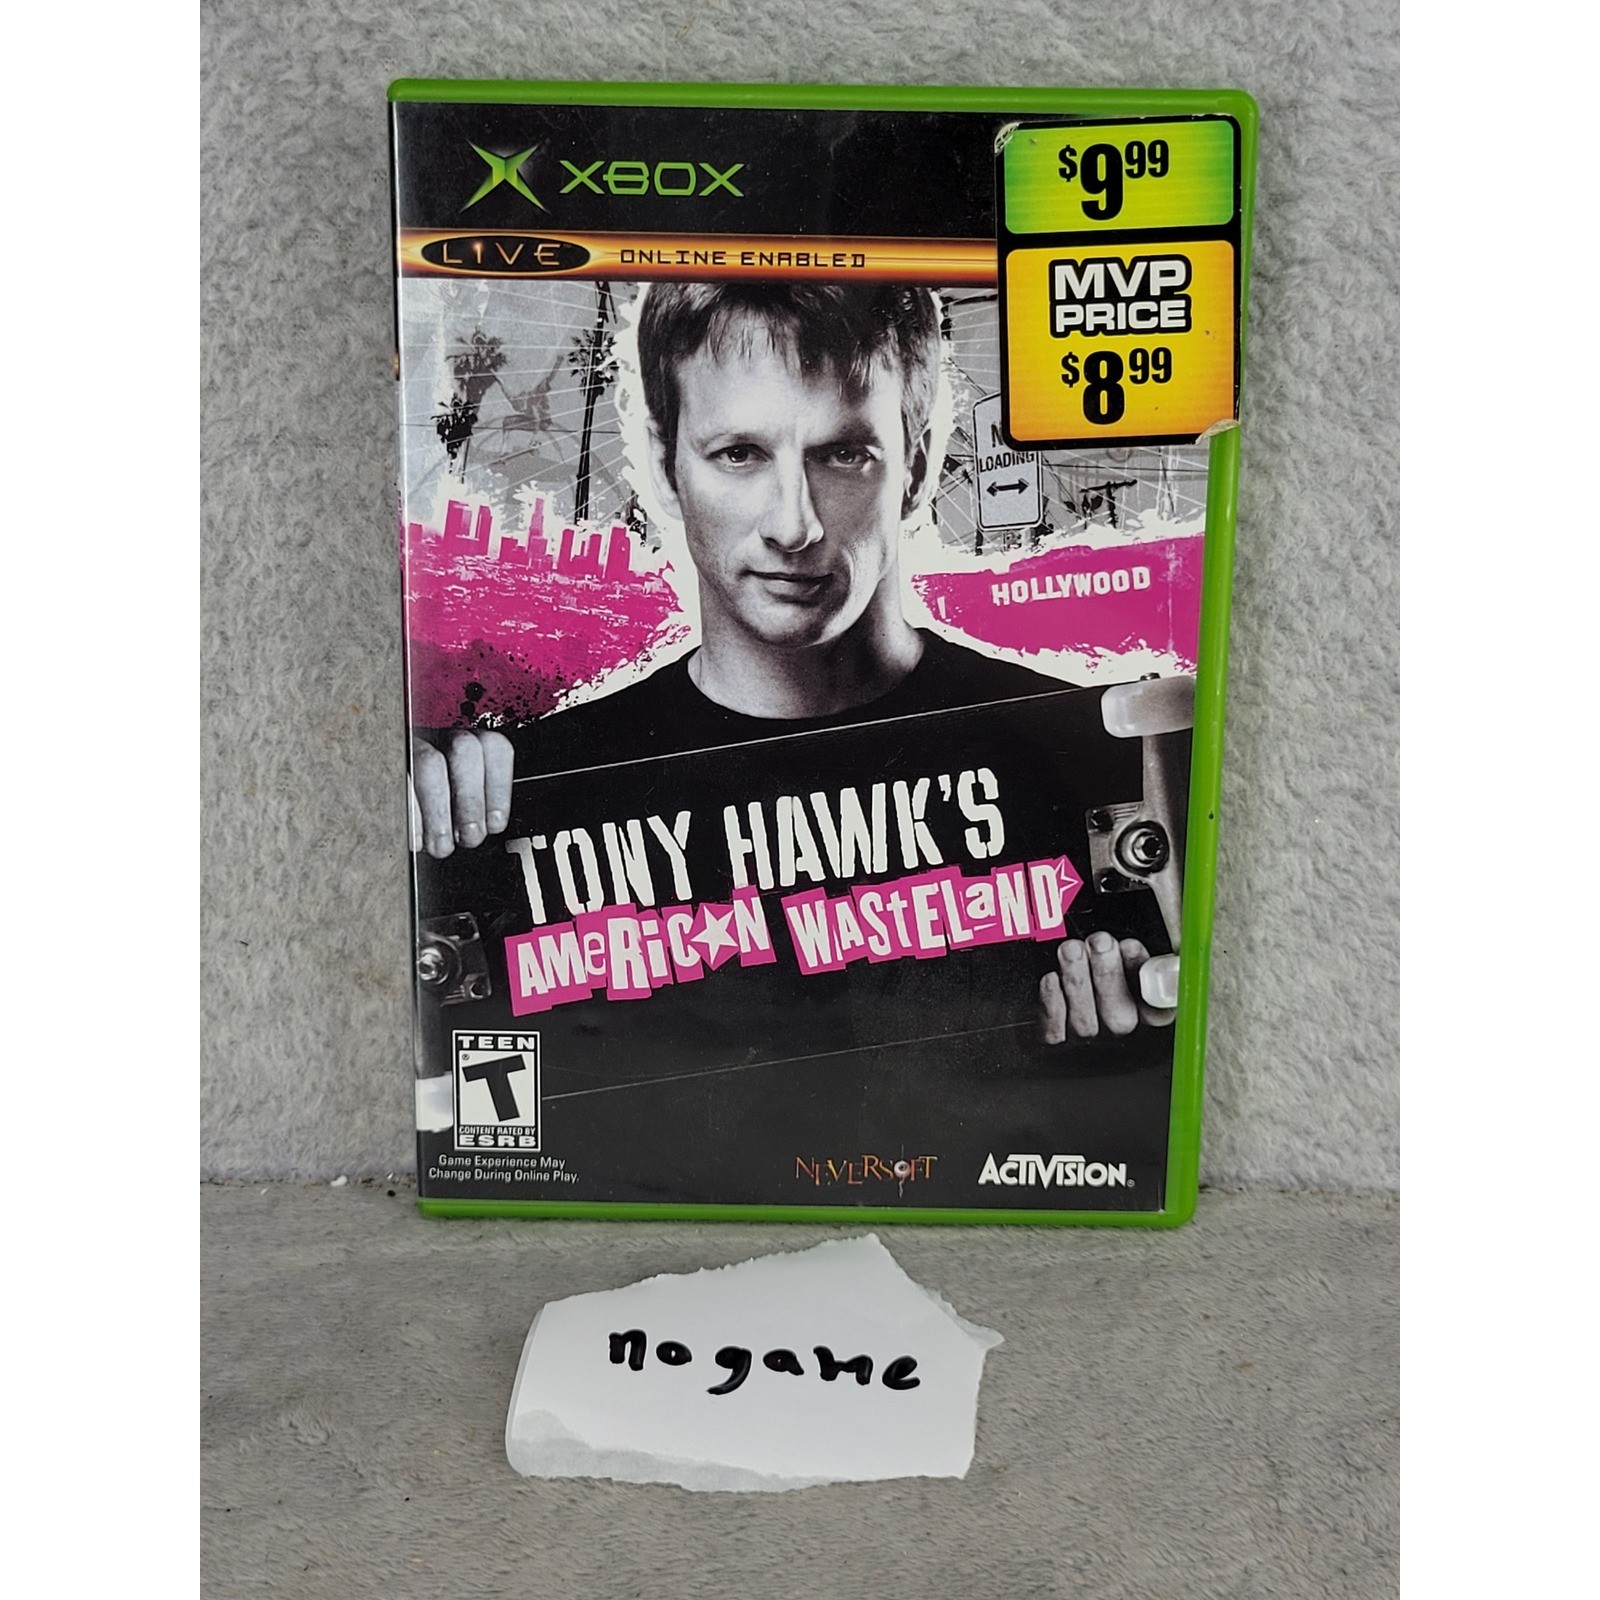 XBOX
LIVE ONLINE ENABLED
$9.99
MVP
PRICE
$8.99
LOADING
HOLLYWOOD
TONY HAWK'S
AMeRiC★N WAStELaND
TEEN
T
CONTENT RATED BY
ESRB
Game Experience May
Change During Online Play.
NEVERSOFT
ACTIVISION®
no game